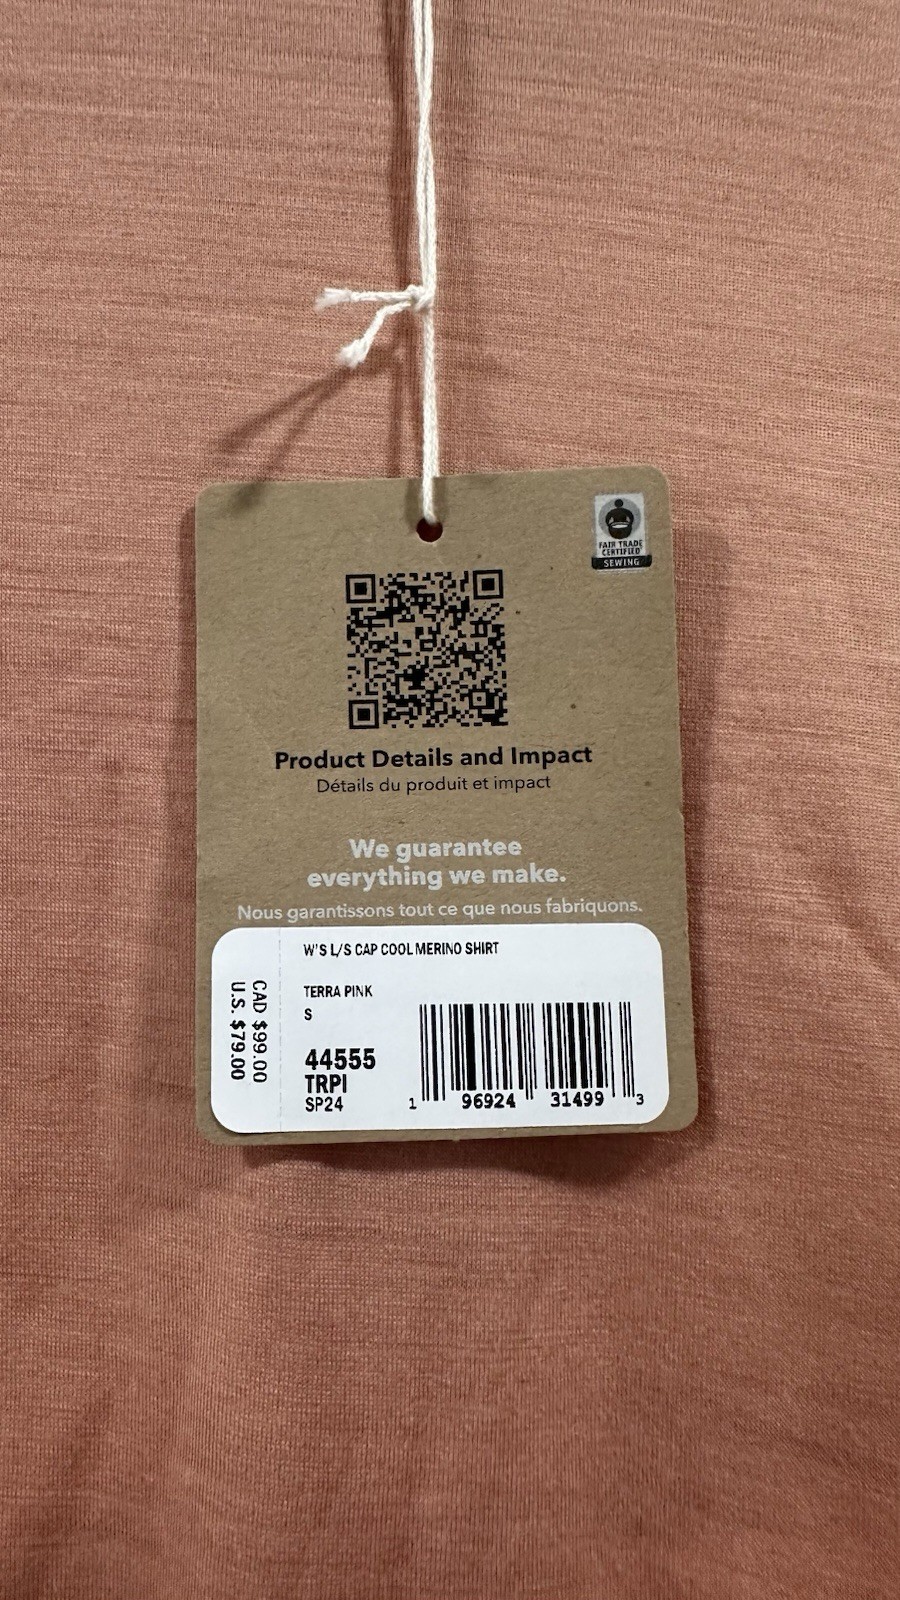 FAIR TRADE
CERTIFIED
SEWING
Product Details and Impact
Détails du produit et impact
We guarantee
everything we make.
Nous garantissons tout ce que nous fabriquons.
W'S L/S CAP COOL MERINO SHIRT
TERRA PINK
S
44555
TRPI
SP24
1 96924 31499 3
CAD $99.00
U.S. $79.00